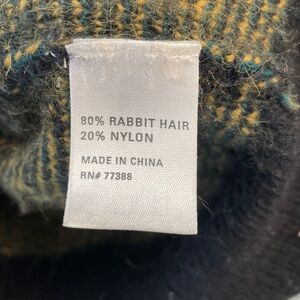 80% RABBIT HAIR
20% NYLON
MADE IN CHINA
RN# 77388